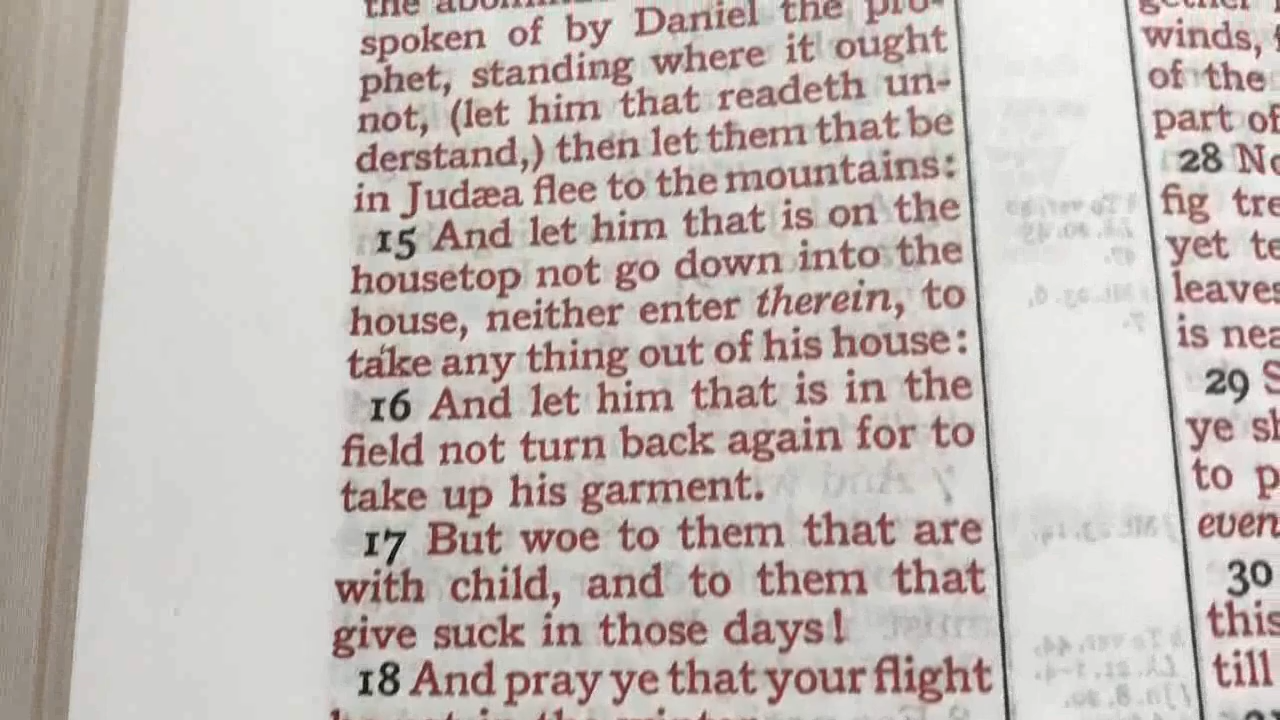 spoken of by Daniel the pro-
phet, standing where it ought
not, (let him that readeth un-
derstand,) then let them that be
in Judæa flee to the mountains:
15 And let him that is on the
housetop not go down into the
house, neither enter therein, to
take any thing out of his house:
16 And let him that is in the
field not turn back again for to
take up his garment.
17 But woe to them that are
with child, and to them that
give suck in those days!
18 And pray ye that your flight
winds,
of the
part of
28
fig
yet
leaves
is
29
ye
to
even
30
this
till